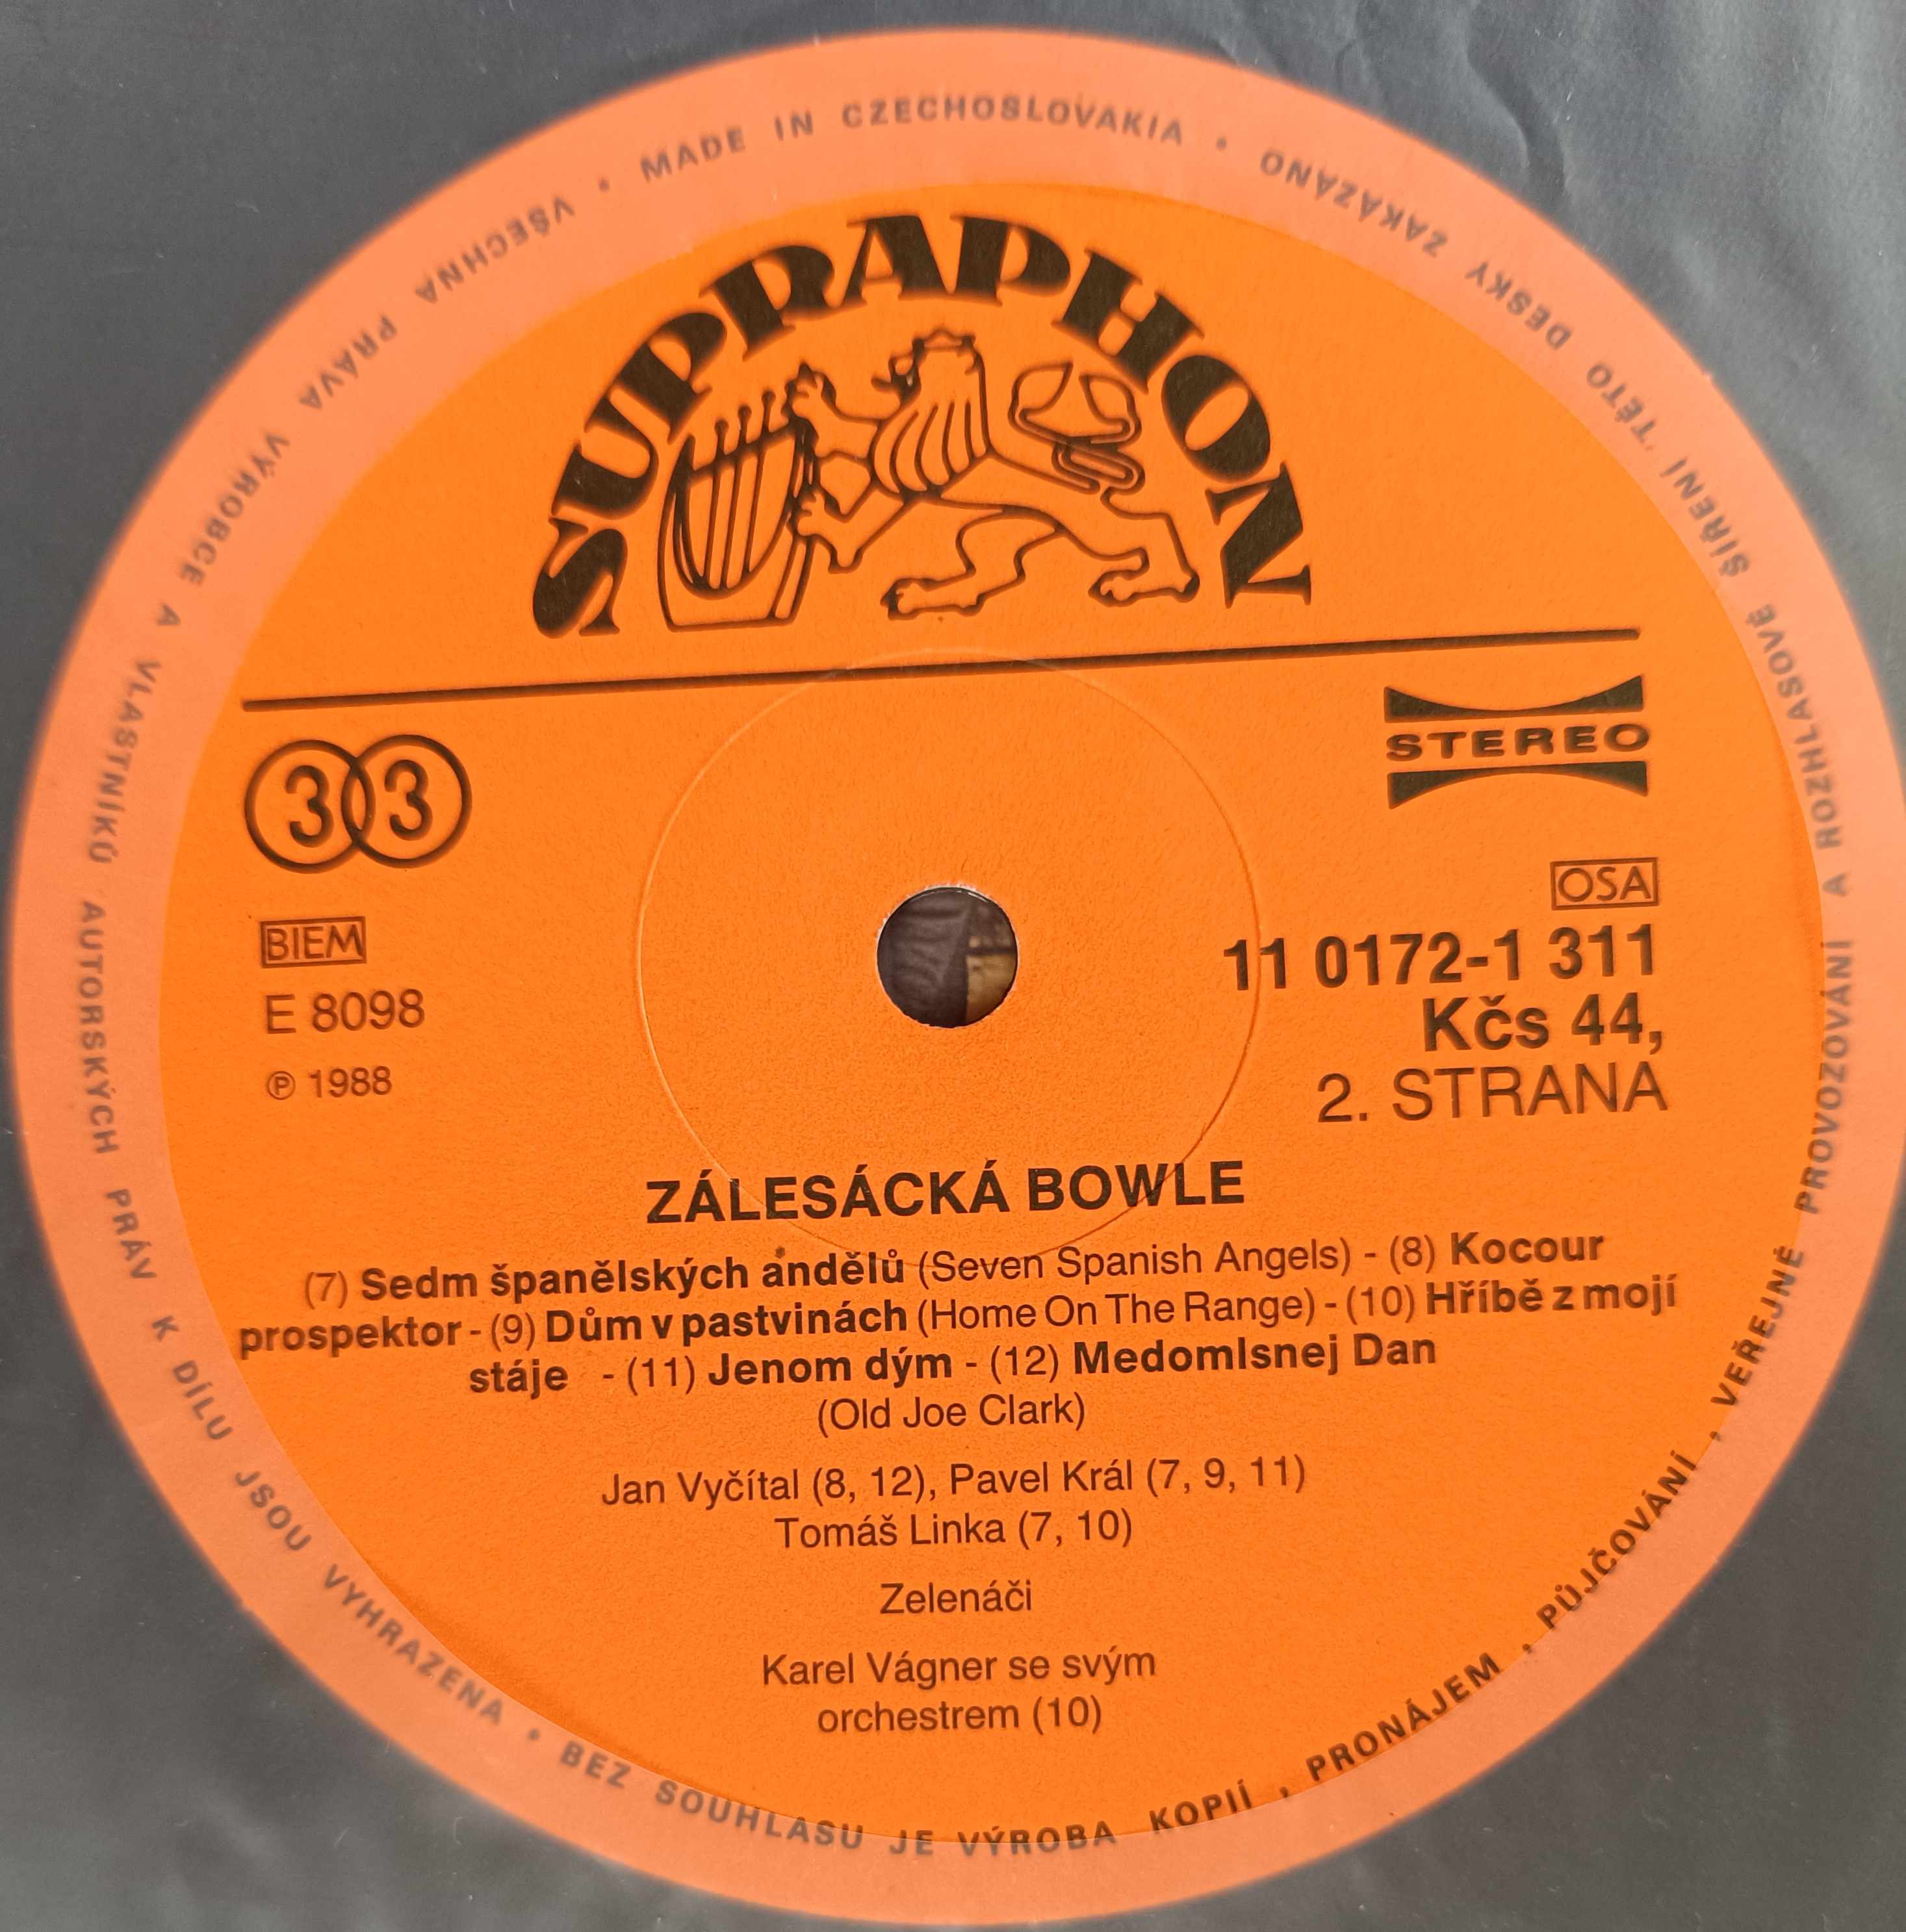 MADE IN CZECHOSLOVAKIA •
VŠECHNA PRÁVA VÝROBCE A VLASTNÍKŮ AUTORSKÝCH PRÁV K DÍLU JSOU VYHRAZENA • BEZ SOUHLASU JE VÝROBA KOPIÍ, PRONÁJEM, PŮJČOVÁNÍ, VEŘEJNÉ PROVOZOVÁNÍ A ROZHLASOVÉ ŠÍŘENÍ TÉTO DESKY ZAKÁZÁNO •
SUPRAPHON
33
STEREO
BIEM
E 8098
℗ 1988
OSA
11 0172-1 311
Kčs 44,
2. STRANA
ZÁLESÁCKÁ BOWLE
(7) Sedm španělských andělů (Seven Spanish Angels) - (8) Kocour
prospektor - (9) Dům v pastvinách (Home On The Range) - (10) Hříbě z mojí
stáje - (11) Jenom dým - (12) Medomlsnej Dan
(Old Joe Clark)
Jan Vyčítal (8, 12), Pavel Král (7, 9, 11)
Tomáš Linka (7, 10)
Zelenáči
Karel Vágner se svým
orchestrem (10)